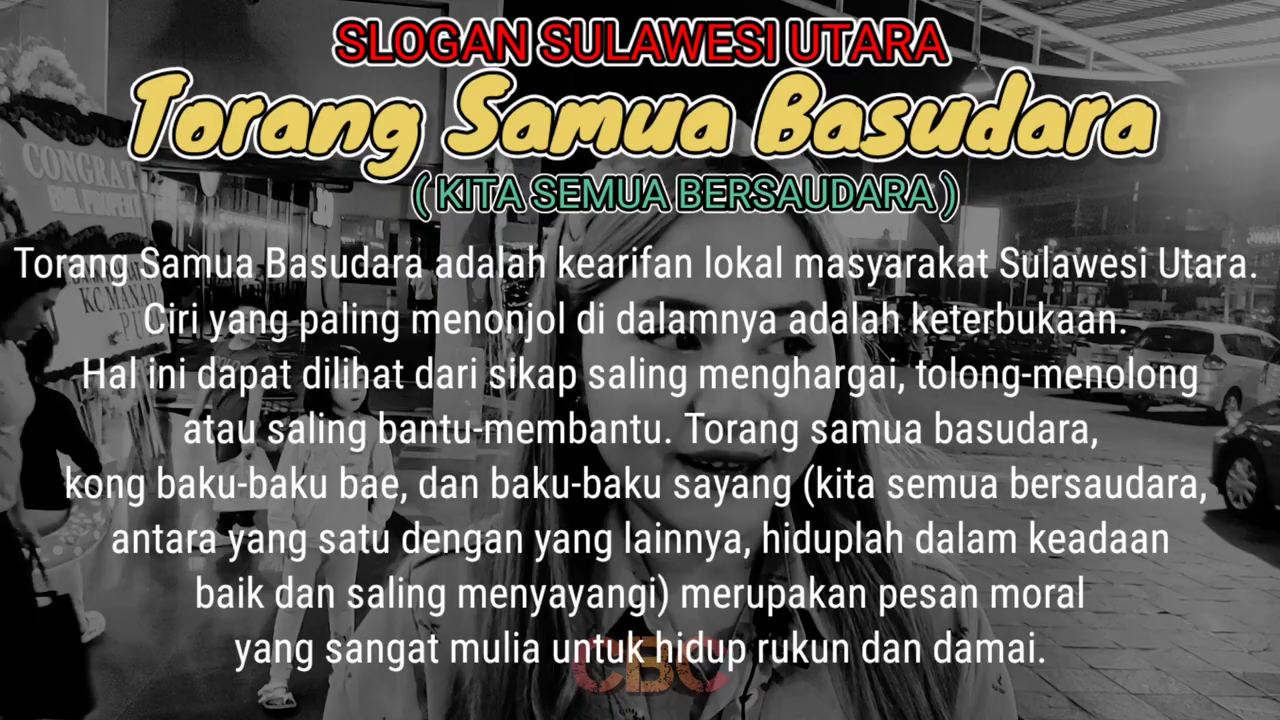 SLOGAN SULAWESI UTARA
Torang Samua Basudara
( KITA SEMUA BERSAUDARA )
CONGRAT
KC MANAD
Torang Samua Basudara adalah kearifan lokal masyarakat Sulawesi Utara.
Ciri yang paling menonjol di dalamnya adalah keterbukaan.
Hal ini dapat dilihat dari sikap saling menghargai, tolong-menolong
atau saling bantu-membantu. Torang samua basudara,
kong baku-baku bae, dan baku-baku sayang (kita semua bersaudara,
antara yang satu dengan yang lainnya, hiduplah dalam keadaan
baik dan saling menyayangi) merupakan pesan moral
yang sangat mulia untuk hidup rukun dan damai.
CBC